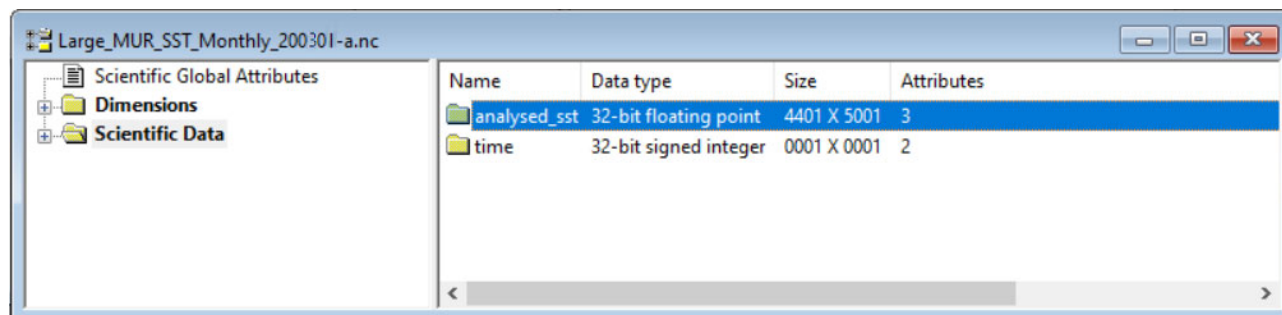 Large_MUR_SST_Monthly_200301-a.nc
Scientific Global Attributes
Dimensions
Scientific Data
Name Data type Size Attributes
analysed_sst 32-bit floating point 4401 X 5001 3
time 32-bit signed integer 0001 X 0001 2